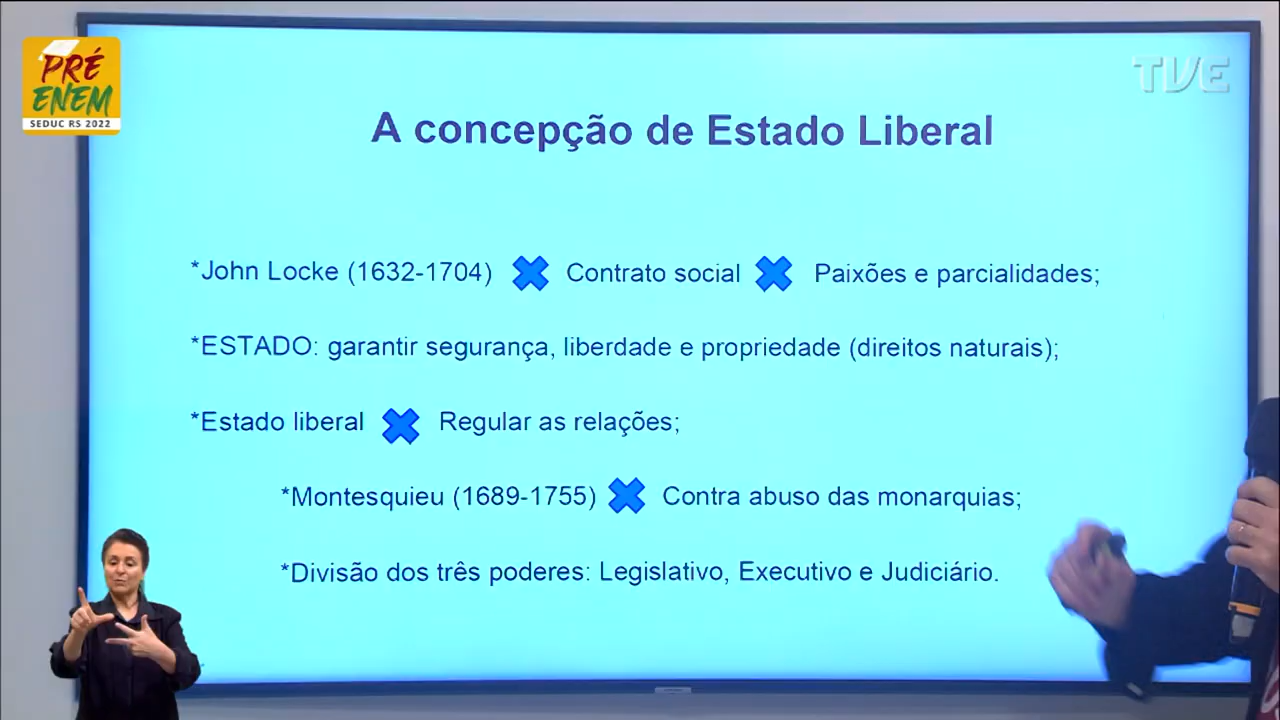 PRÉ
ENEM
SEDUC RS 2022
TVE
A concepção de Estado Liberal
*John Locke (1632-1704) Contrato social Paixões e parcialidades;
*ESTADO: garantir segurança, liberdade e propriedade (direitos naturais);
*Estado liberal Regular as relações;
*Montesquieu (1689-1755) Contra abuso das monarquias;
*Divisão dos três poderes: Legislativo, Executivo e Judiciário.